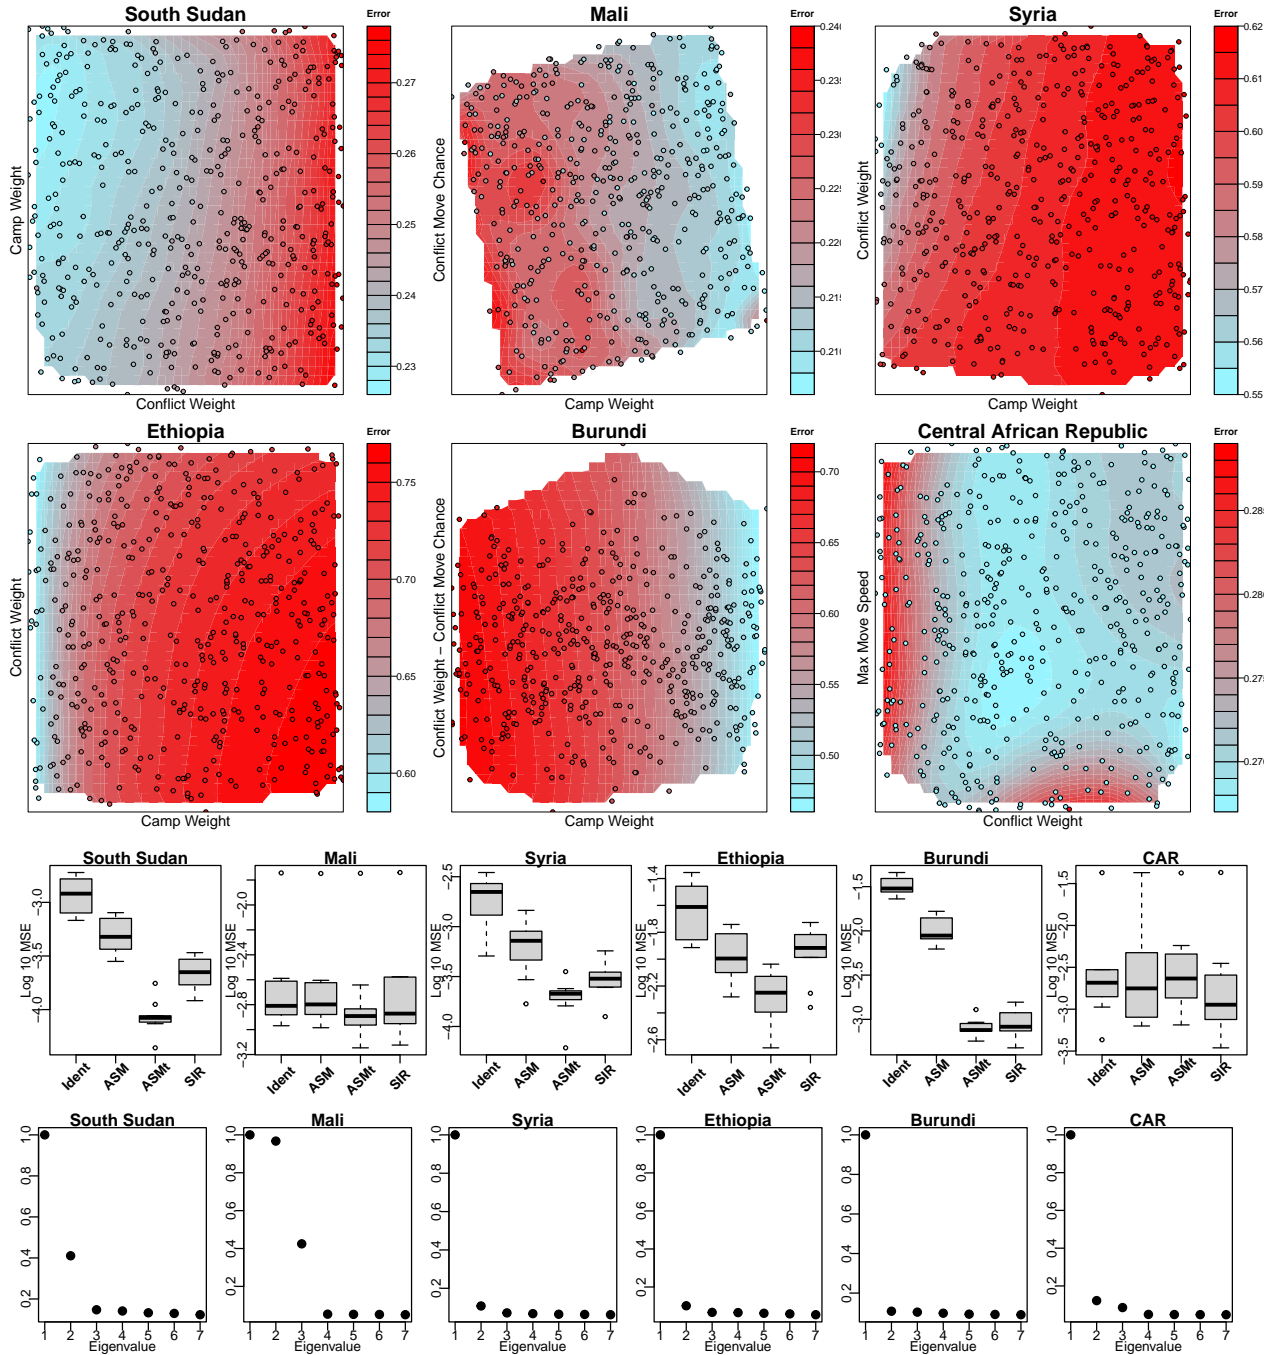 South Sudan
Error
0.27
0.26
0.25
0.24
0.23
Camp Weight
Conflict Weight
Mali
Error
0.240
0.235
0.230
0.225
0.220
0.215
0.210
Conflict Move Chance
Camp Weight
Syria
Error
0.62
0.61
0.60
0.59
0.58
0.57
0.56
0.55
Conflict Weight
Camp Weight
Ethiopia
Error
0.75
0.70
0.65
0.60
Conflict Weight
Camp Weight
Burundi
Error
0.70
0.65
0.60
0.55
0.50
Conflict Weight − Conflict Move Chance
Camp Weight
Central African Republic
Error
0.285
0.280
0.275
0.270
Max Move Speed
Conflict Weight
South Sudan
Log 10 MSE
−3.0
−3.5
−4.0
Ident ASM ASMt SIR
Mali
Log 10 MSE
−2.0
−2.4
−2.8
−3.2
Ident ASM ASMt SIR
Syria
Log 10 MSE
−2.5
−3.0
−3.5
−4.0
Ident ASM ASMt SIR
Ethiopia
Log 10 MSE
−1.4
−1.8
−2.2
−2.6
Ident ASM ASMt SIR
Burundi
Log 10 MSE
−1.5
−2.0
−2.5
−3.0
Ident ASM ASMt SIR
CAR
Log 10 MSE
−1.5
−2.0
−2.5
−3.0
−3.5
Ident ASM ASMt SIR
South Sudan
1.0
0.8
0.6
0.4
0.2
1 2 3 4 5 6 7
Eigenvalue
Mali
1.0
0.8
0.6
0.4
0.2
1 2 3 4 5 6 7
Eigenvalue
Syria
1.0
0.8
0.6
0.4
0.2
1 2 3 4 5 6 7
Eigenvalue
Ethiopia
1.0
0.8
0.6
0.4
0.2
1 2 3 4 5 6 7
Eigenvalue
Burundi
1.0
0.8
0.6
0.4
0.2
1 2 3 4 5 6 7
Eigenvalue
CAR
1.0
0.8
0.6
0.4
0.2
1 2 3 4 5 6 7
Eigenvalue